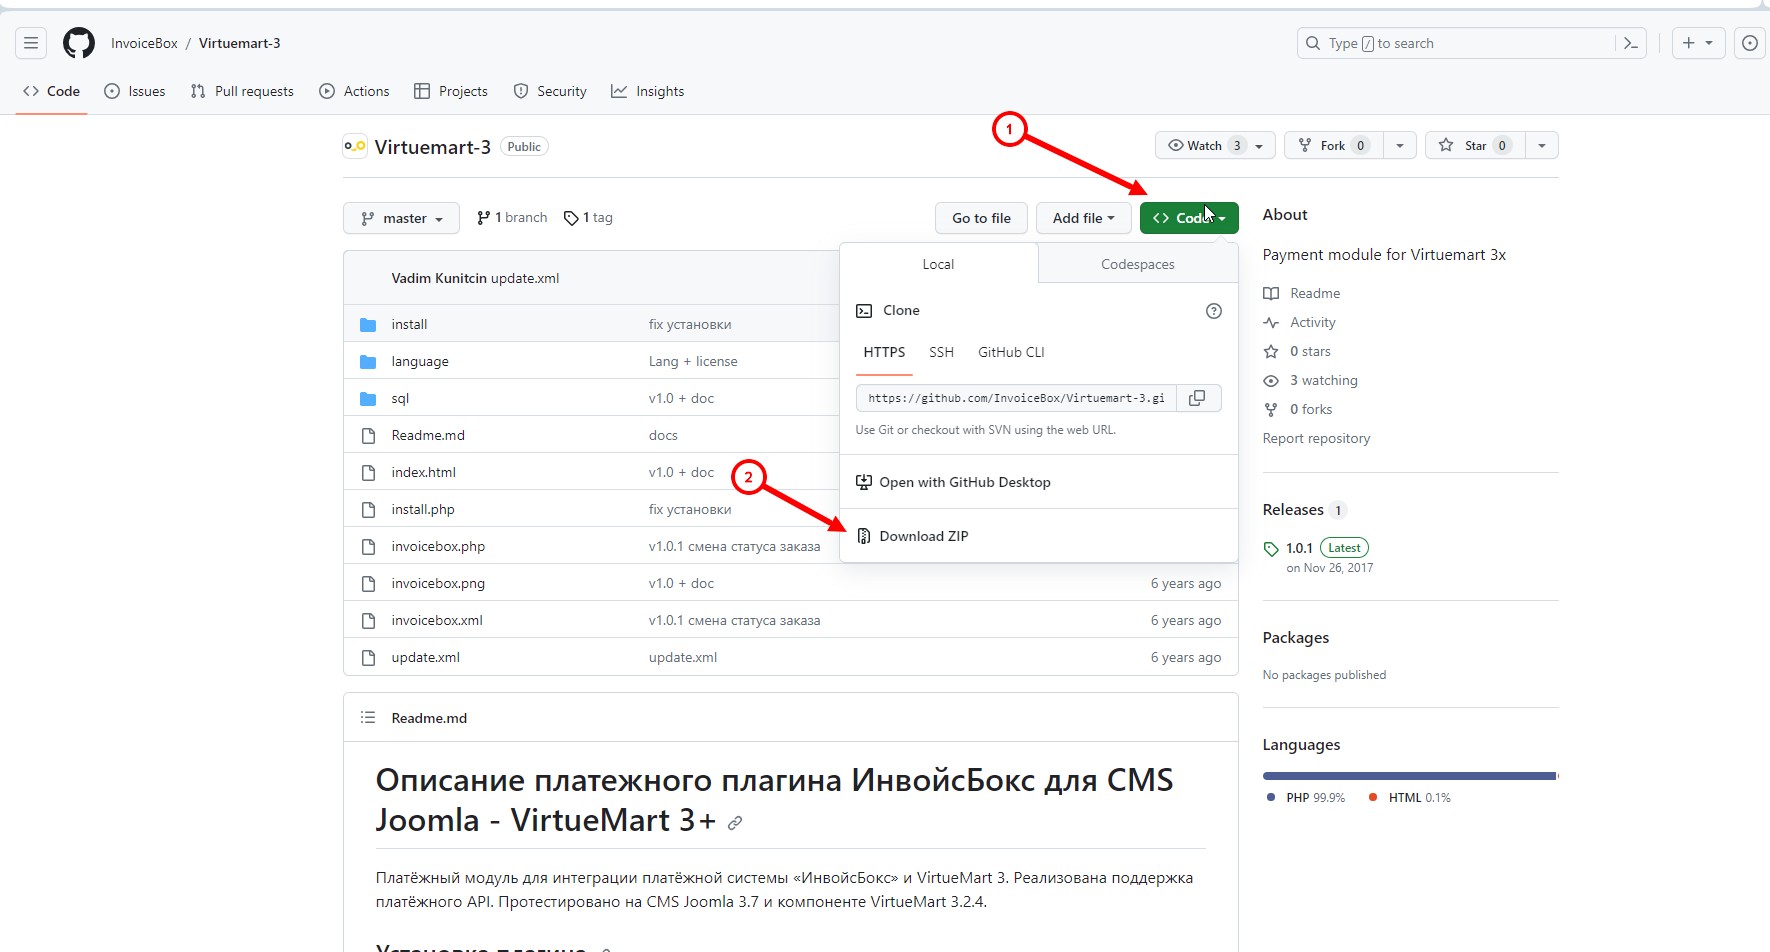 InvoiceBox / Virtuemart-3
Type / to search
Code Issues Pull requests Actions Projects Security Insights
1
Virtuemart-3 Public
Watch 3 Fork 0 Star 0
master 1 branch 1 tag Go to file Add file Code
About
Payment module for Virtuemart 3x
Readme
Activity
0 stars
3 watching
0 forks
Report repository
Local Codespaces
Clone
HTTPS SSH GitHub CLI
https://github.com/InvoiceBox/Virtuemart-3.gi
Use Git or checkout with SVN using the web URL.
Open with GitHub Desktop
2
Download ZIP
Vadim Kunitcin update.xml
install fix установки
language Lang + license
sql v1.0 + doc
Readme.md docs
index.html v1.0 + doc
install.php fix установки
invoicebox.php v1.0.1 смена статуса заказа
invoicebox.png v1.0 + doc 6 years ago
invoicebox.xml v1.0.1 смена статуса заказа 6 years ago
update.xml update.xml 6 years ago
Releases 1
1.0.1 Latest
on Nov 26, 2017
Packages
No packages published
Languages
PHP 99.9% HTML 0.1%
Readme.md
Описание платежного плагина ИнвойсБокс для CMS
Joomla - VirtueMart 3+
Платёжный модуль для интеграции платёжной системы «ИнвойсБокс» и VirtueMart 3. Реализована поддержка
платёжного API. Протестировано на CMS Joomla 3.7 и компоненте VirtueMart 3.2.4.
Установка плагина